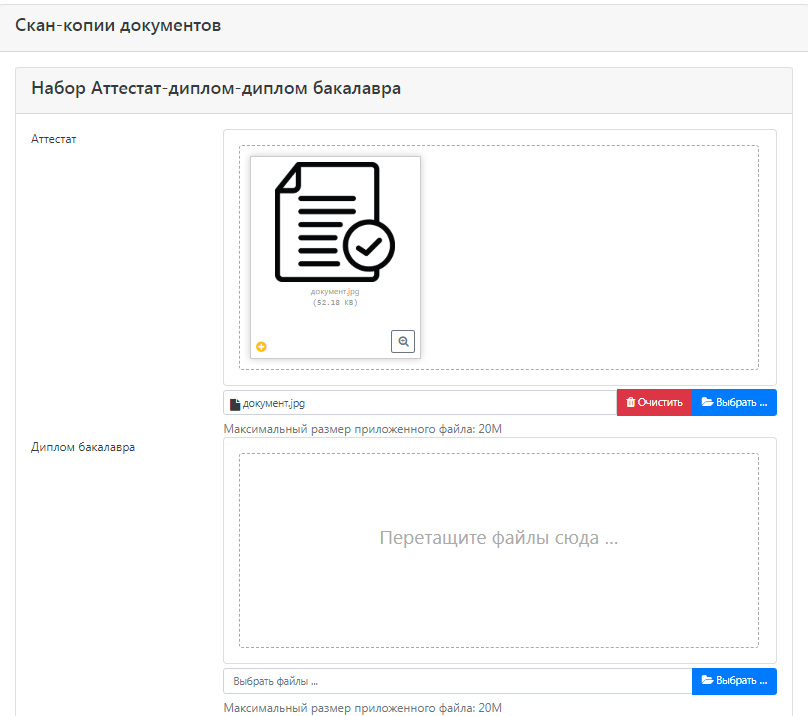 Скан-копии документов
Набор Аттестат-диплом-диплом бакалавра
Аттестат
документ.jpg
(52.18 KB)
документ.jpg
Очистить
Выбрать ...
Максимальный размер приложенного файла: 20M
Диплом бакалавра
Перетащите файлы сюда ...
Выбрать файлы ...
Выбрать ...
Максимальный размер приложенного файла: 20M